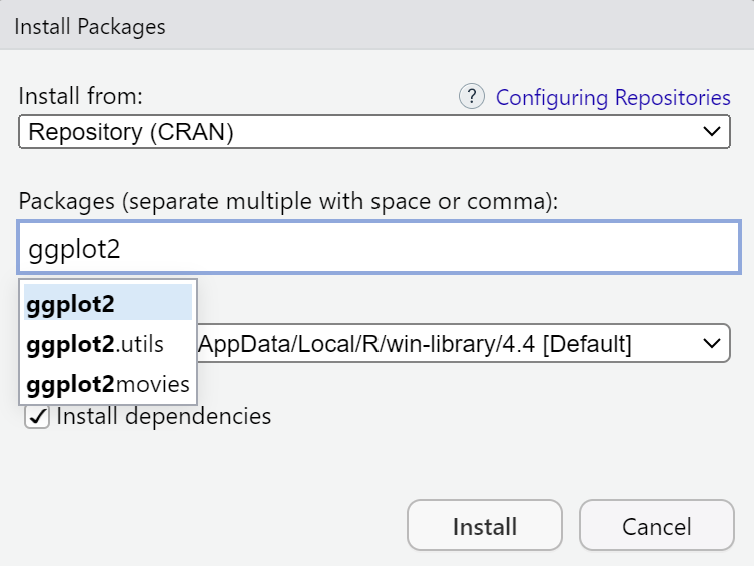 Install Packages
Install from:
? Configuring Repositories
Repository (CRAN)
Packages (separate multiple with space or comma):
ggplot2
ggplot2
ggplot2.utils
AppData/Local/R/win-library/4.4 [Default]
ggplot2movies
Install dependencies
Install
Cancel